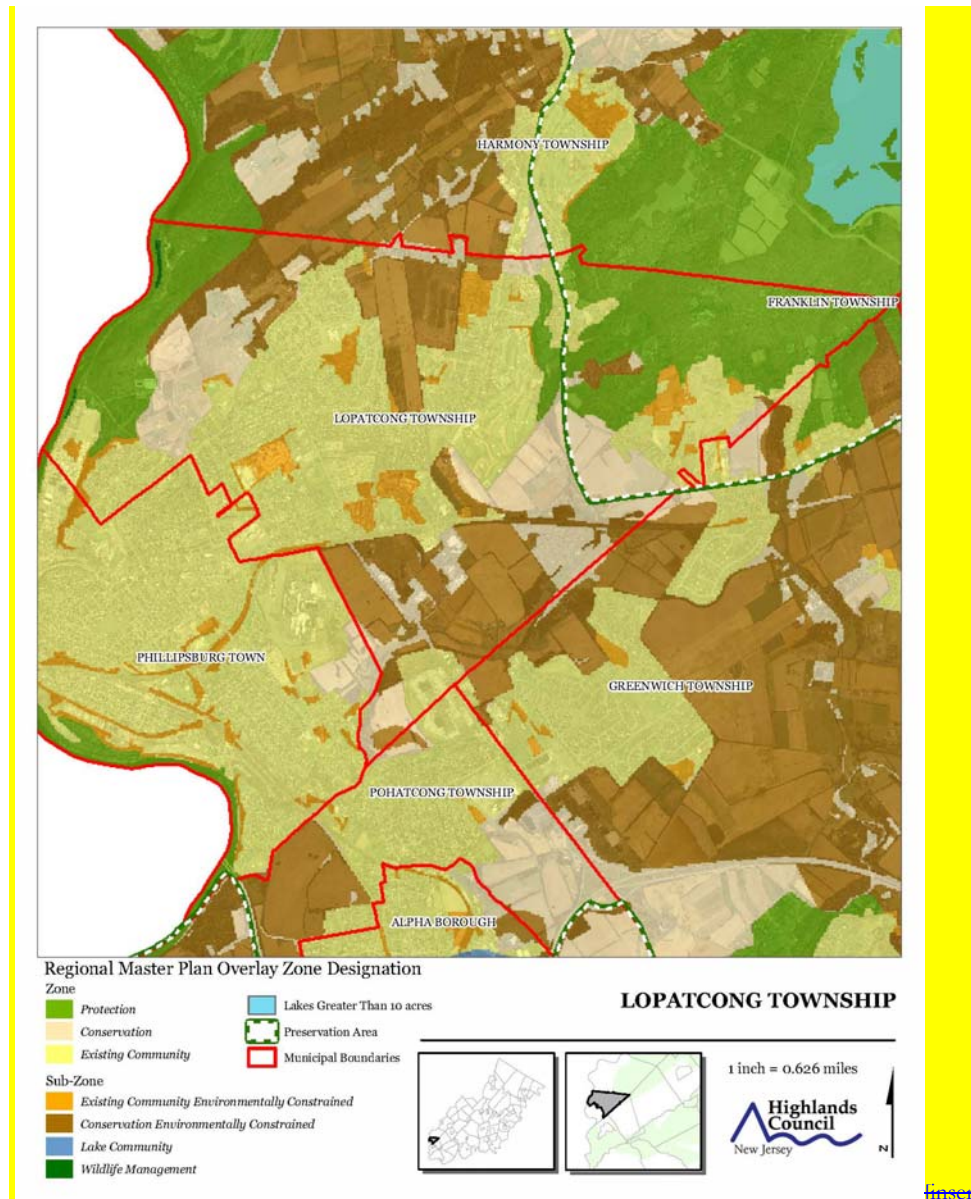 HARMONY TOWNSHIP
FRANKLIN TOWNSHIP
LOPATCONG TOWNSHIP
PHILLIPSBURG TOWN
GREENWICH TOWNSHIP
POHATCONG TOWNSHIP
ALPHA BOROUGH
Regional Master Plan Overlay Zone Designation
Zone
Protection
Conservation
Existing Community
Lakes Greater Than 10 acres
Preservation Area
Municipal Boundaries
Sub-Zone
Existing Community Environmentally Constrained
Conservation Environmentally Constrained
Lake Community
Wildlife Management
LOPATCONG TOWNSHIP
1 inch = 0.626 miles
Highlands
Council
New Jersey
N